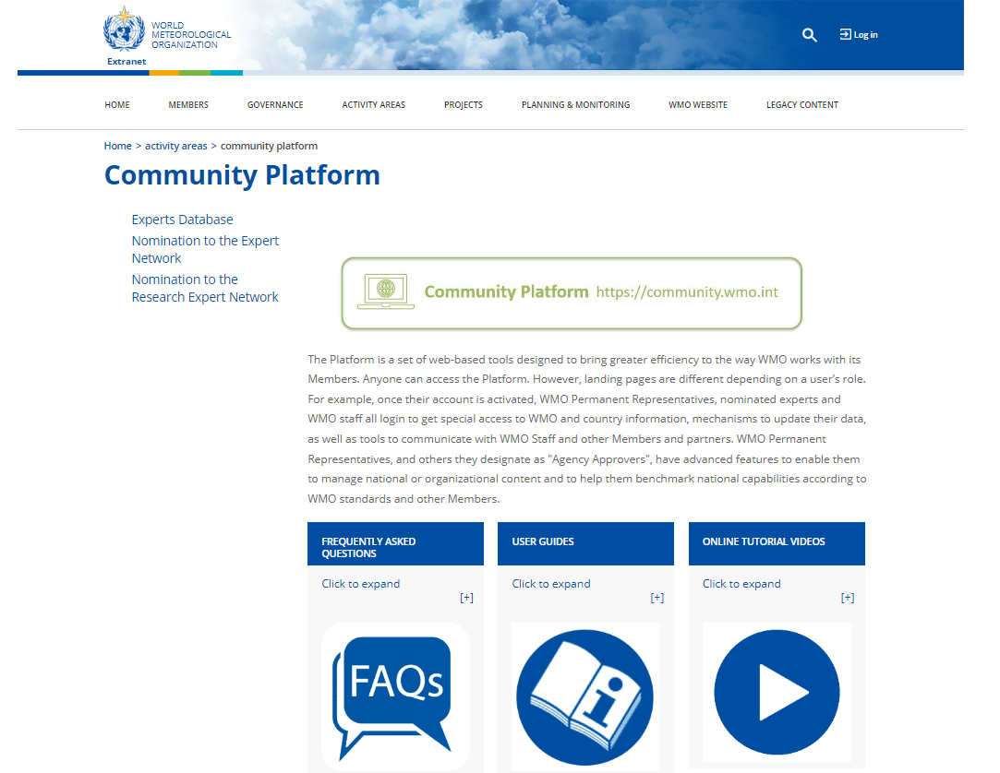 WORLD
METEOROLOGICAL
ORGANIZATION
Extranet
Log in
HOME MEMBERS GOVERNANCE ACTIVITY AREAS PROJECTS PLANNING & MONITORING WMO WEBSITE LEGACY CONTENT
Home > activity areas > community platform
Community Platform
Experts Database
Nomination to the Expert
Network
Nomination to the
Research Expert Network
Community Platform https://community.wmo.int
The Platform is a set of web-based tools designed to bring greater efficiency to the way WMO works with its
Members. Anyone can access the Platform. However, landing pages are different depending on a user’s role.
For example, once their account is activated, WMO Permanent Representatives, nominated experts and
WMO staff all login to get special access to WMO and country information, mechanisms to update their data,
as well as tools to communicate with WMO Staff and other Members and partners. WMO Permanent
Representatives, and others they designate as "Agency Approvers", have advanced features to enable them
to manage national or organizational content and to help them benchmark national capabilities according to
WMO standards and other Members.
FREQUENTLY ASKED
QUESTIONS
Click to expand
[+]
FAQs
USER GUIDES
Click to expand
[+]
i
ONLINE TUTORIAL VIDEOS
Click to expand
[+]